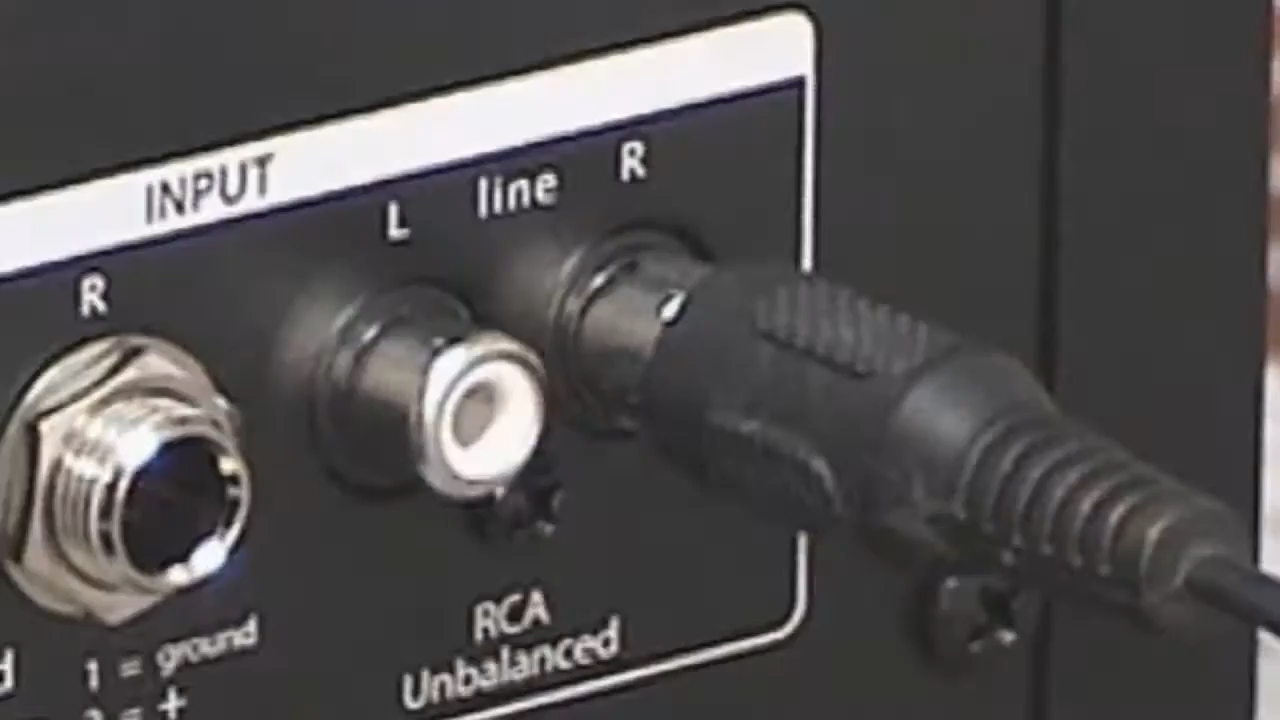 INPUT
R
L line R
RCA
Unbalanced
1 = ground
= +